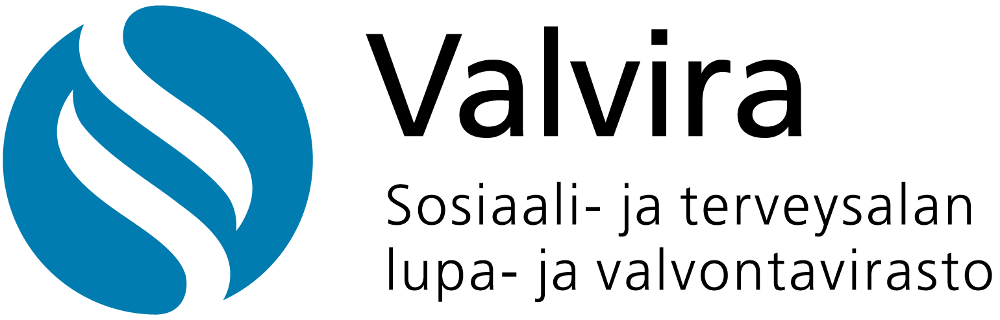 Valvira
Sosiaali- ja terveysalan
lupa- ja valvontavirasto